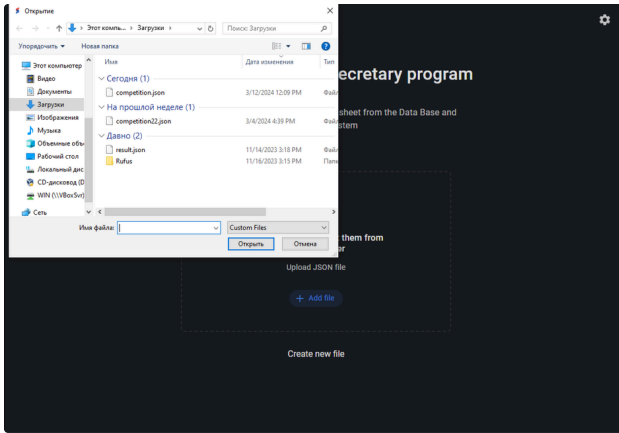 Открытие
Этот компь... > Загрузки >
Поиск: Загрузки
Упорядочить
Новая папка
Этот компьютер
Видео
Документы
Загрузки
Изображения
Музыка
Объемные объ
Рабочий стол
Локальный дис
CD-дисковод (D
WIN (\\VBoxSvr)
Сеть
Имя
Дата изменения
Тип
Сегодня (1)
competition.json
3/12/2024 12:09 PM
Файл
На прошлой неделе (1)
competition22.json
3/4/2024 4:39 PM
Файл
Давно (2)
result.json
11/14/2023 3:18 PM
Файл
Rufus
11/16/2023 3:15 PM
Папк
Имя файла:
Custom Files
Открыть
Отмена
ecretary program
sheet from the Data Base and
stem
them from
or
Upload JSON file
+ Add file
Create new file